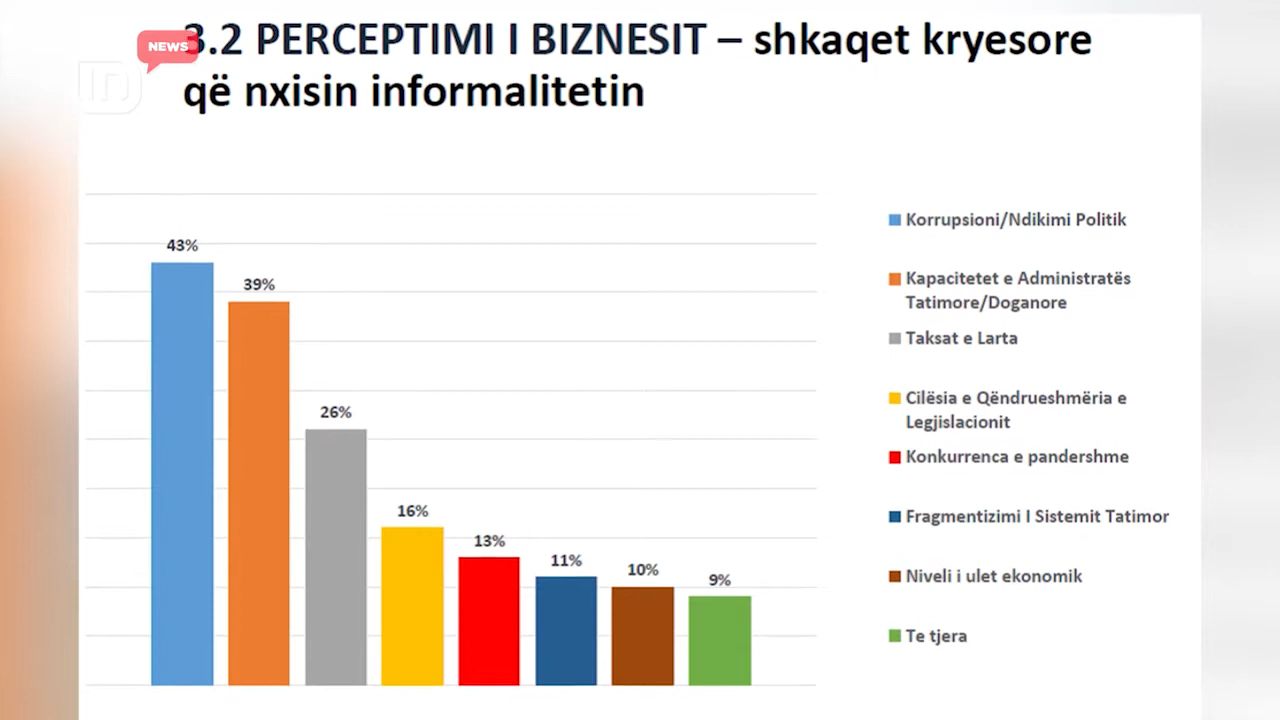 NEWS
IN
3.2 PERCEPTIMI I BIZNESIT – shkaqet kryesore
që nxisin informalitetin
43%
39%
26%
16%
13%
11%
10%
9%
Korrupsioni/Ndikimi Politik
Kapacitetet e Administratës
Tatimore/Doganore
Taksat e Larta
Cilësia e Qëndrueshmëria e
Legjislacionit
Konkurrenca e pandershme
Fragmentizimi I Sistemit Tatimor
Niveli i ulet ekonomik
Te tjera